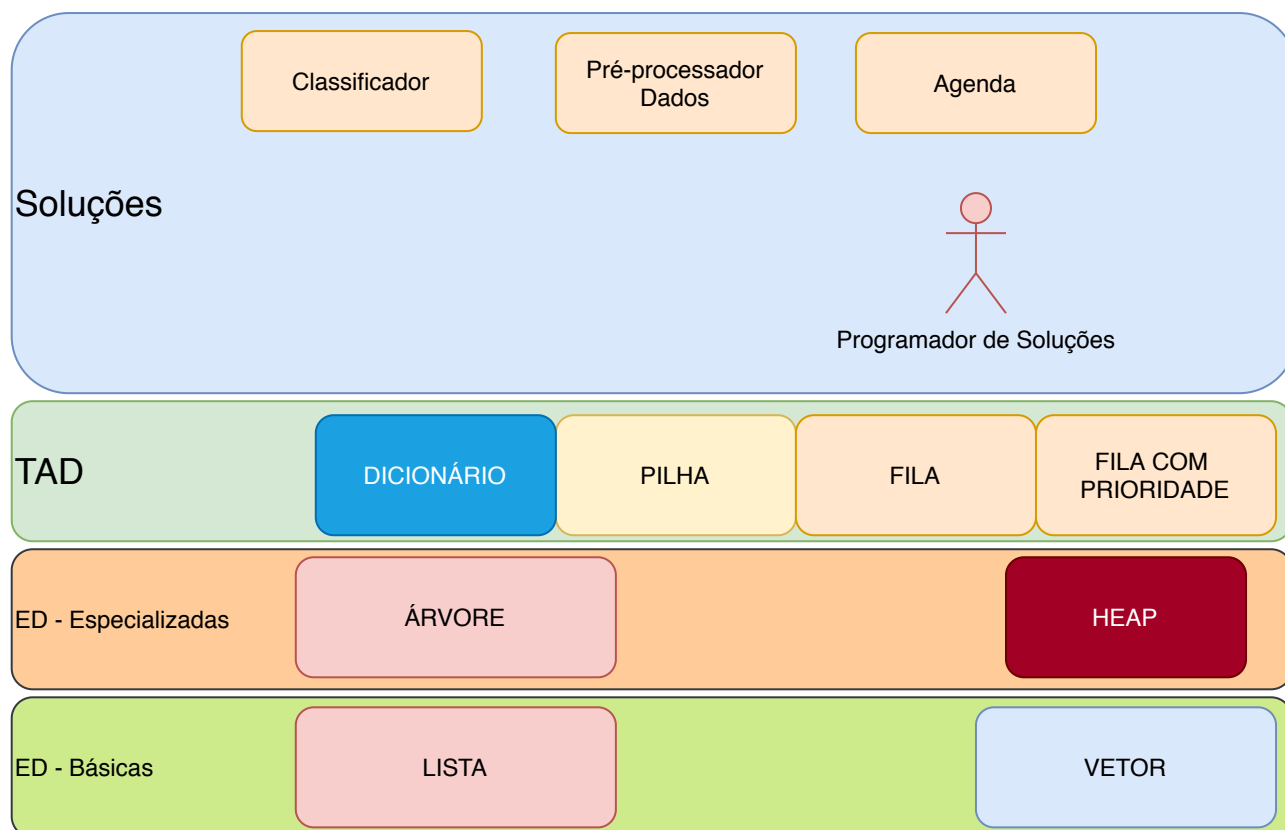 Classificador
Pré-processador
Dados
Agenda
Soluções
Programador de Soluções
TAD
DICIONÁRIO
PILHA
FILA
FILA COM
PRIORIDADE
ED - Especializadas
ÁRVORE
HEAP
ED - Básicas
LISTA
VETOR